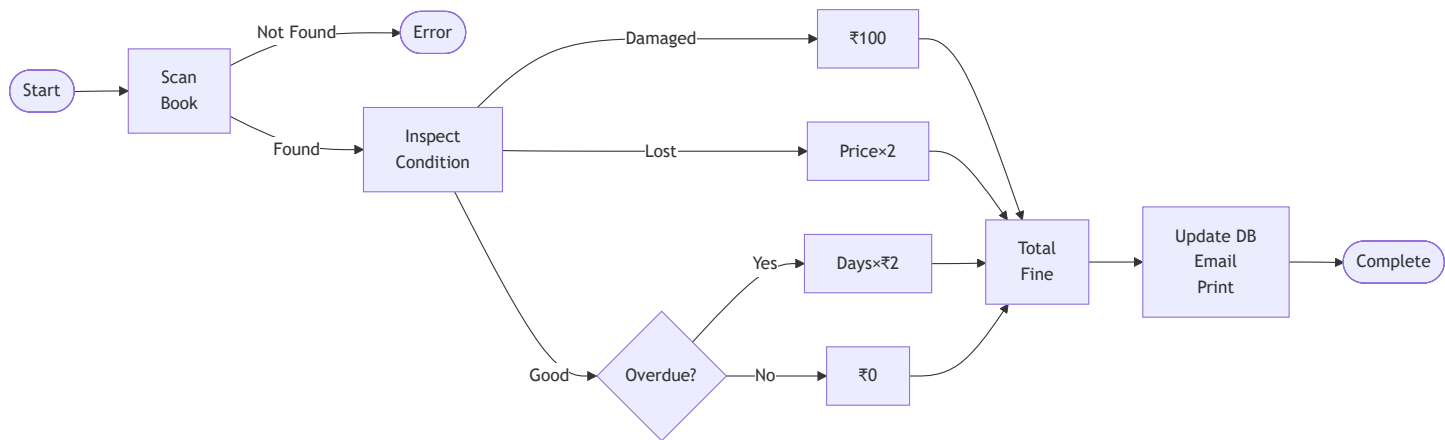 Start
Scan
Book
Not Found
Error
Found
Inspect
Condition
Damaged
₹100
Lost
Price×2
Good
Overdue?
Yes
Days×₹2
No
₹0
Total
Fine
Update DB
Email
Print
Complete